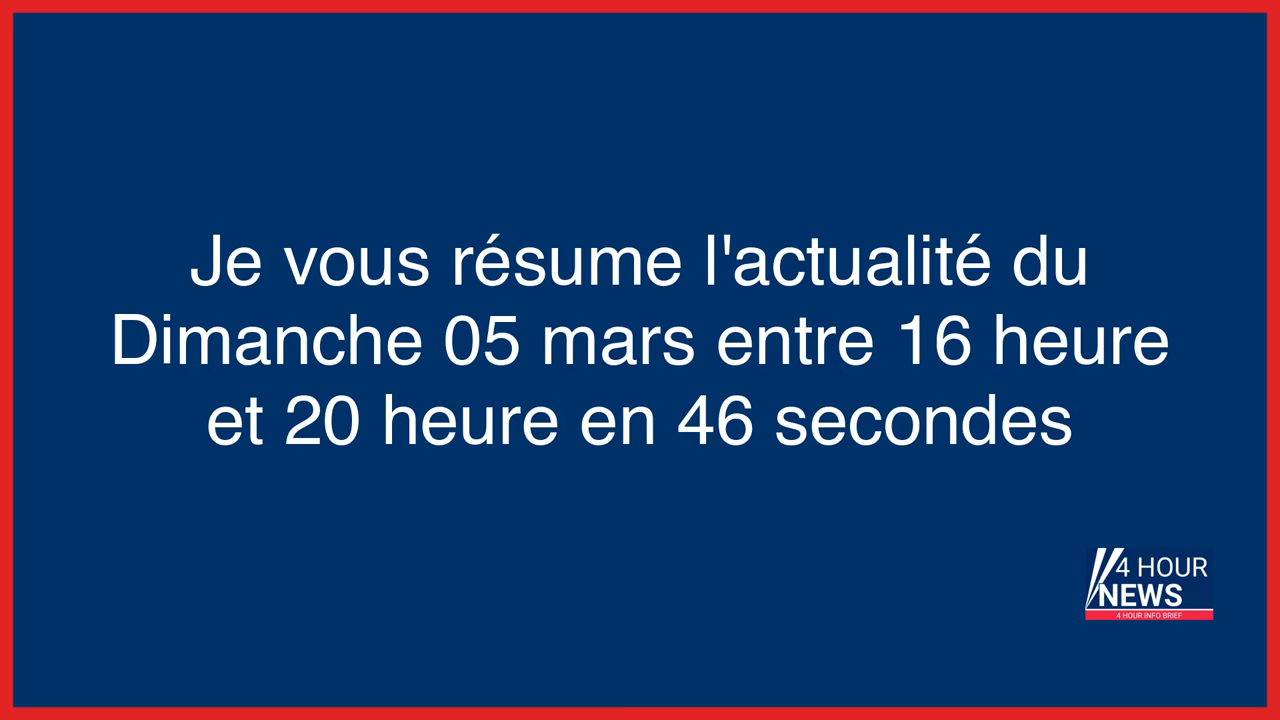 Je vous résume l'actualité du
Dimanche 05 mars entre 16 heure
et 20 heure en 46 secondes
4 HOUR
NEWS
4 HOUR INFO BRIEF